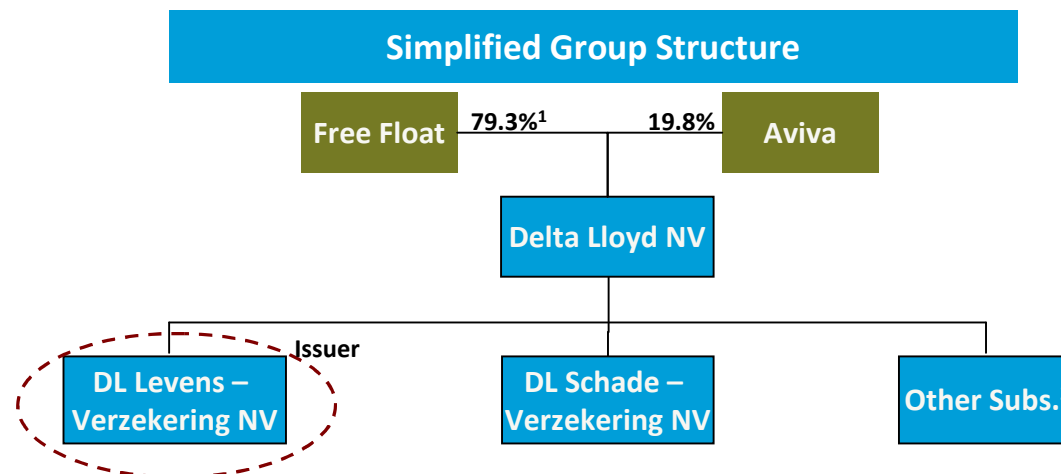 Simplified Group Structure
Free Float
79.3%¹
19.8%
Aviva
Delta Lloyd NV
Issuer
DL Levens –
Verzekering NV
DL Schade –
Verzekering NV
Other Subs.